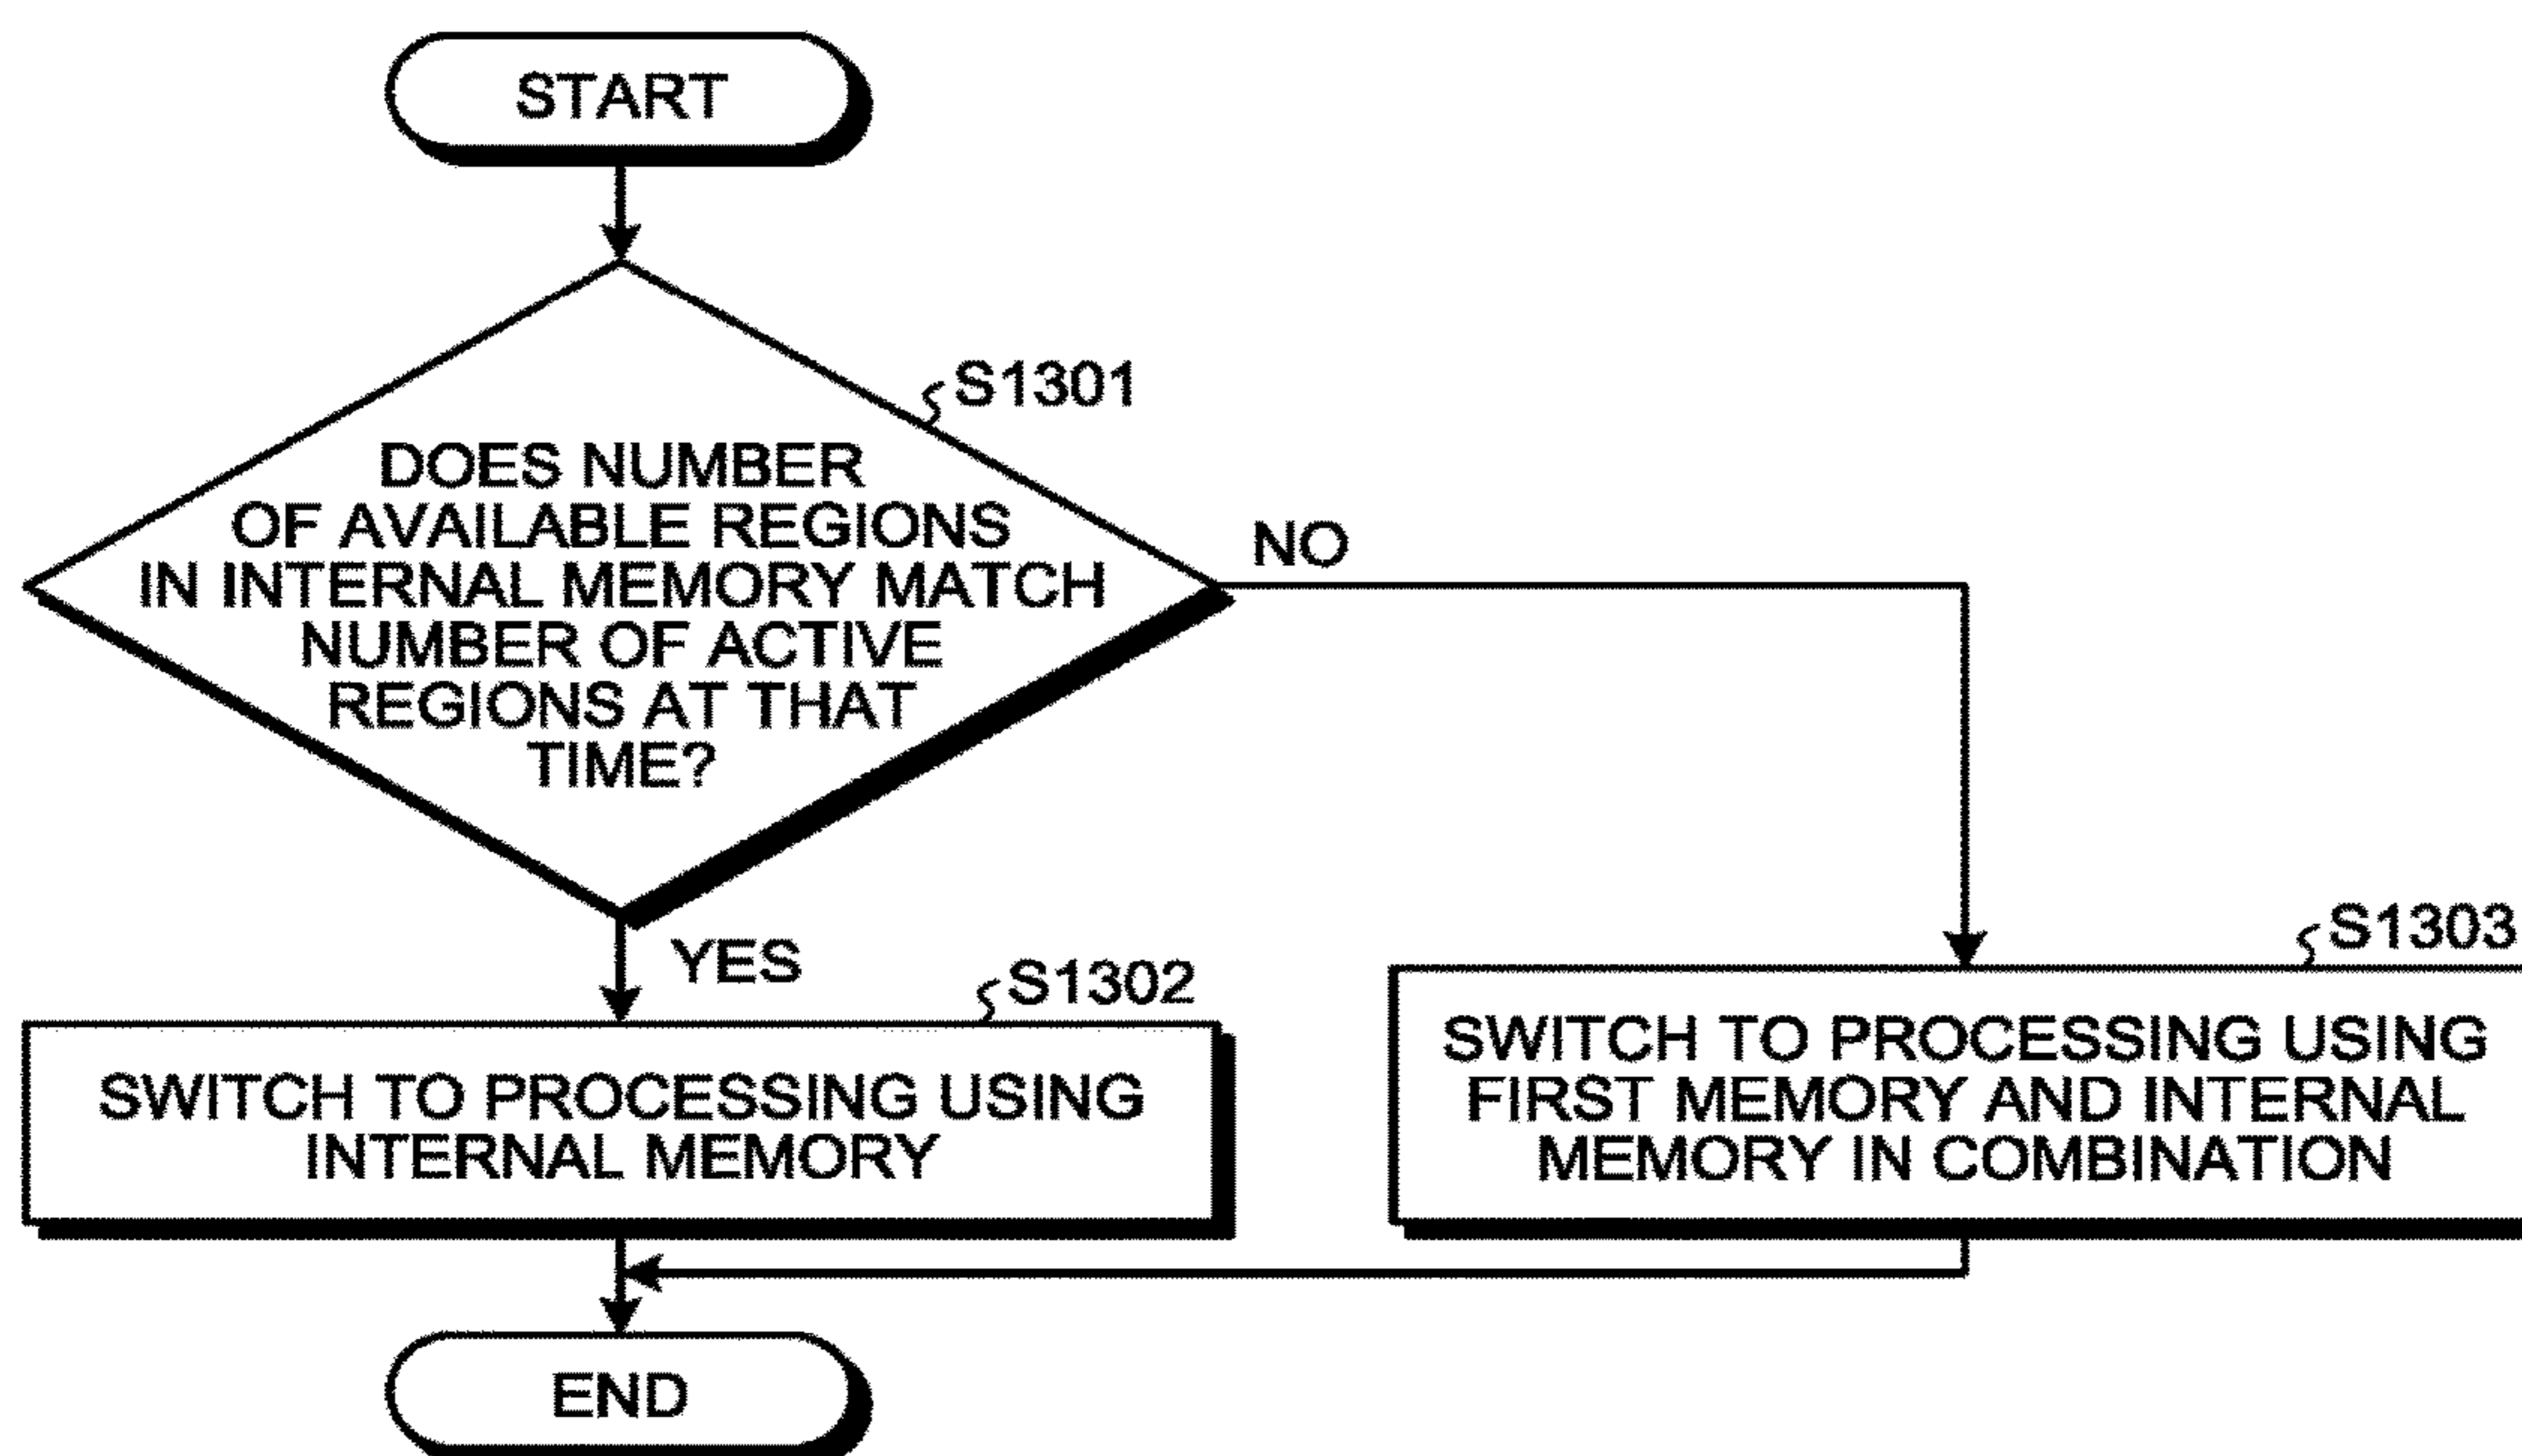 START
S1301
DOES NUMBER
OF AVAILABLE REGIONS
IN INTERNAL MEMORY MATCH
NUMBER OF ACTIVE
REGIONS AT THAT
TIME?
NO
YES
S1302
SWITCH TO PROCESSING USING
INTERNAL MEMORY
S1303
SWITCH TO PROCESSING USING
FIRST MEMORY AND INTERNAL
MEMORY IN COMBINATION
END